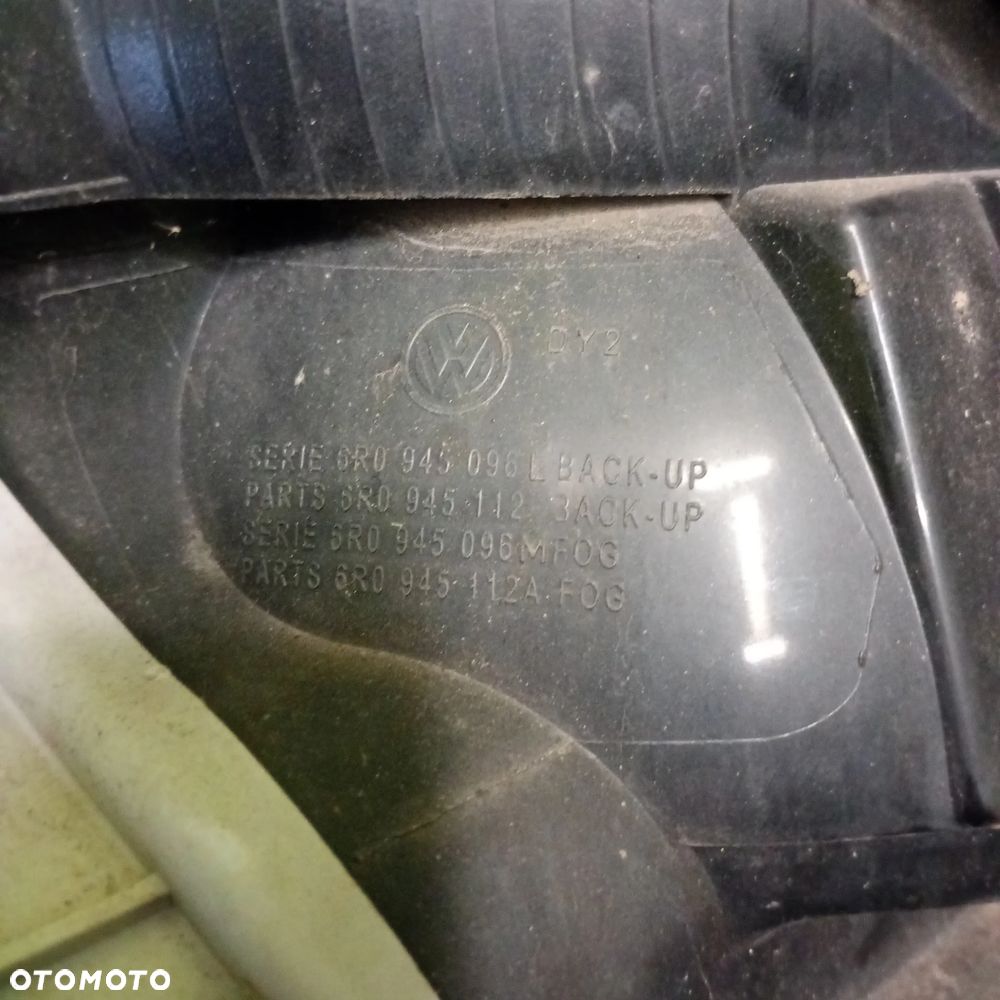 DY2
SERIE 6R0 945 096 L BACK-UP
PARTS 6R0 945 112 BACK-UP
SERIE 6R0 945 096 M FOG
PARTS 6R0 945 112A FOG
OTOMOTO